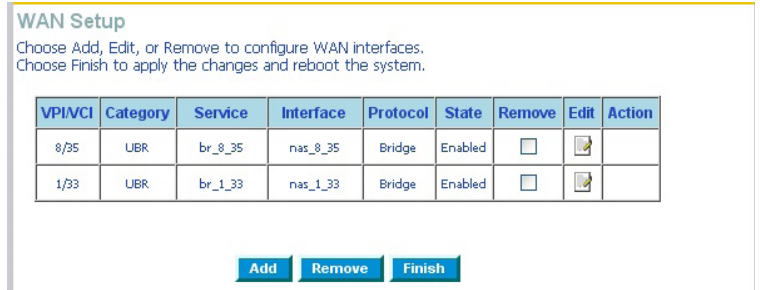 WAN Setup
Choose Add, Edit, or Remove to configure WAN interfaces.
Choose Finish to apply the changes and reboot the system.
VPI/VCI Category Service Interface Protocol State Remove Edit Action
8/35 UBR br_8_35 nas_8_35 Bridge Enabled
1/33 UBR br_1_33 nas_1_33 Bridge Enabled
Add Remove Finish